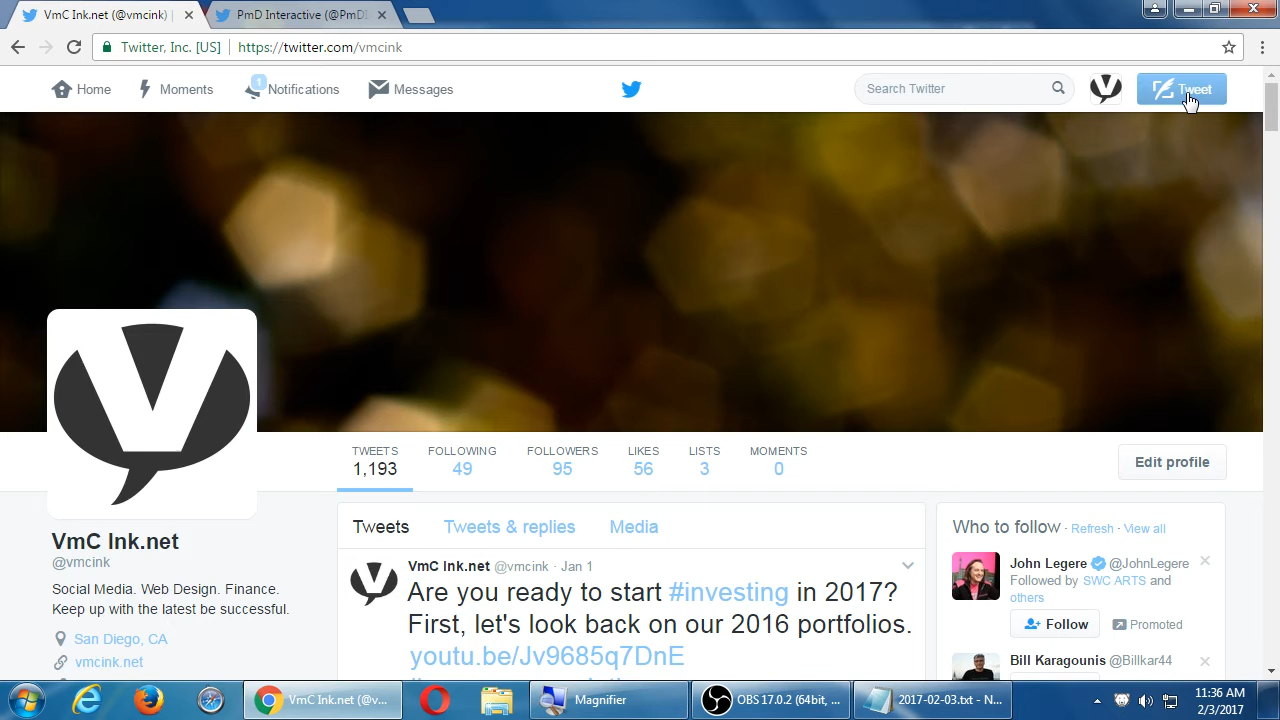 VmC Ink.net (@vmcink) |
PmD Interactive (@PmDI
Twitter, Inc. [US]
https://twitter.com/vmcink
Home
Moments
1
Notifications
Messages
Search Twitter
Tweet
TWEETS
1,193
FOLLOWING
49
FOLLOWERS
95
LIKES
56
LISTS
3
MOMENTS
0
Edit profile
VmC Ink.net
@vmcink
Social Media. Web Design. Finance.
Keep up with the latest be successful.
San Diego, CA
vmcink.net
Tweets
Tweets & replies
Media
VmC Ink.net @vmcink · Jan 1
Are you ready to start #investing in 2017?
First, let's look back on our 2016 portfolios.
youtu.be/Jv9685q7DnE
Who to follow · Refresh · View all
John Legere @JohnLegere
Followed by SWC ARTS and
others
Follow
Promoted
Bill Karagounis @Billkar44
VmC Ink.net (@v...
Magnifier
OBS 17.0.2 (64bit, ...
2017-02-03.txt - N...
11:36 AM
2/3/2017